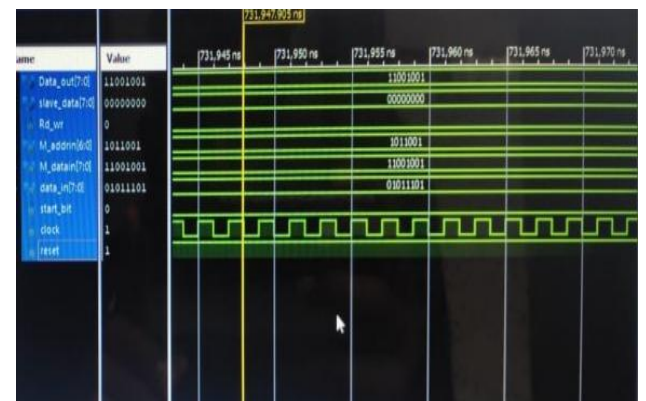 731,947.905 ns
ame Value 731,945 ns 731,950 ns 731,955 ns 731,960 ns 731,965 ns 731,970 ns
Data_out[7:0] 11001001 11001001
slave_data[7:0] 00000000 00000000
Rd_wr 0
M_addrin[6:0] 1011001 1011001
M_datain[7:0] 11001001 11001001
data_in[7:0] 01011101 01011101
start_bit 0
clock 1
reset 1